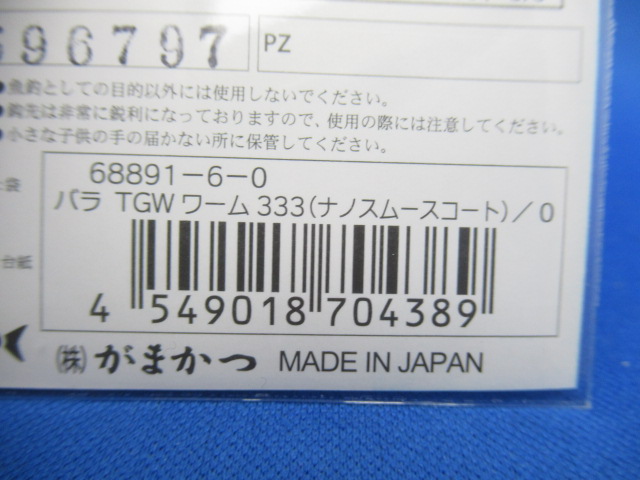 96797
PZ
●魚釣としての目的以外には使用しないでください。
●鈎先は非常に鋭利になっておりますので、使用の際には注意してください。
●小さな子供の手の届かない所に保管してください。
袋
68891-6-0
バラ TGWワーム333(ナノスムースコート)/0
台紙
4 549018 704389
㈱がまかつ MADE IN JAPAN